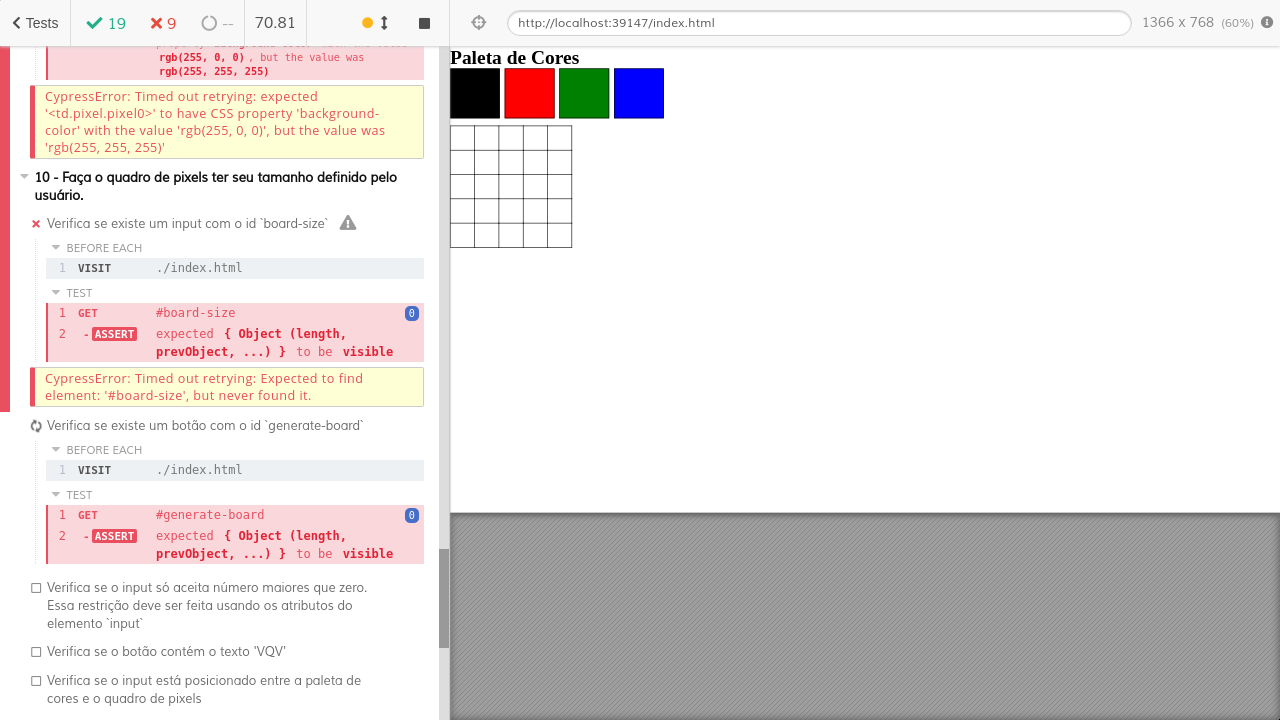 Tests
19
9
--
70.81
http://localhost:39147/index.html
1366 x 768 (60%)
rgb(255, 0, 0) , but the value was
rgb(255, 255, 255)
CypressError: Timed out retrying: expected
'<td.pixel.pixel0>' to have CSS property 'background-
color' with the value 'rgb(255, 0, 0)', but the value was
'rgb(255, 255, 255)'
10 - Faça o quadro de pixels ter seu tamanho definido pelo
usuário.
Verifica se existe um input com o id `board-size`
BEFORE EACH
1 VISIT ./index.html
TEST
1 GET #board-size 0
2 -ASSERT expected { Object (length,
prevObject, ...) } to be visible
CypressError: Timed out retrying: Expected to find
element: '#board-size', but never found it.
Verifica se existe um botão com o id `generate-board`
BEFORE EACH
1 VISIT ./index.html
TEST
1 GET #generate-board 0
2 -ASSERT expected { Object (length,
prevObject, ...) } to be visible
Verifica se o input só aceita número maiores que zero.
Essa restrição deve ser feita usando os atributos do
elemento `input`
Verifica se o botão contém o texto 'VQV'
Verifica se o input está posicionado entre a paleta de
cores e o quadro de pixels
Paleta de Cores